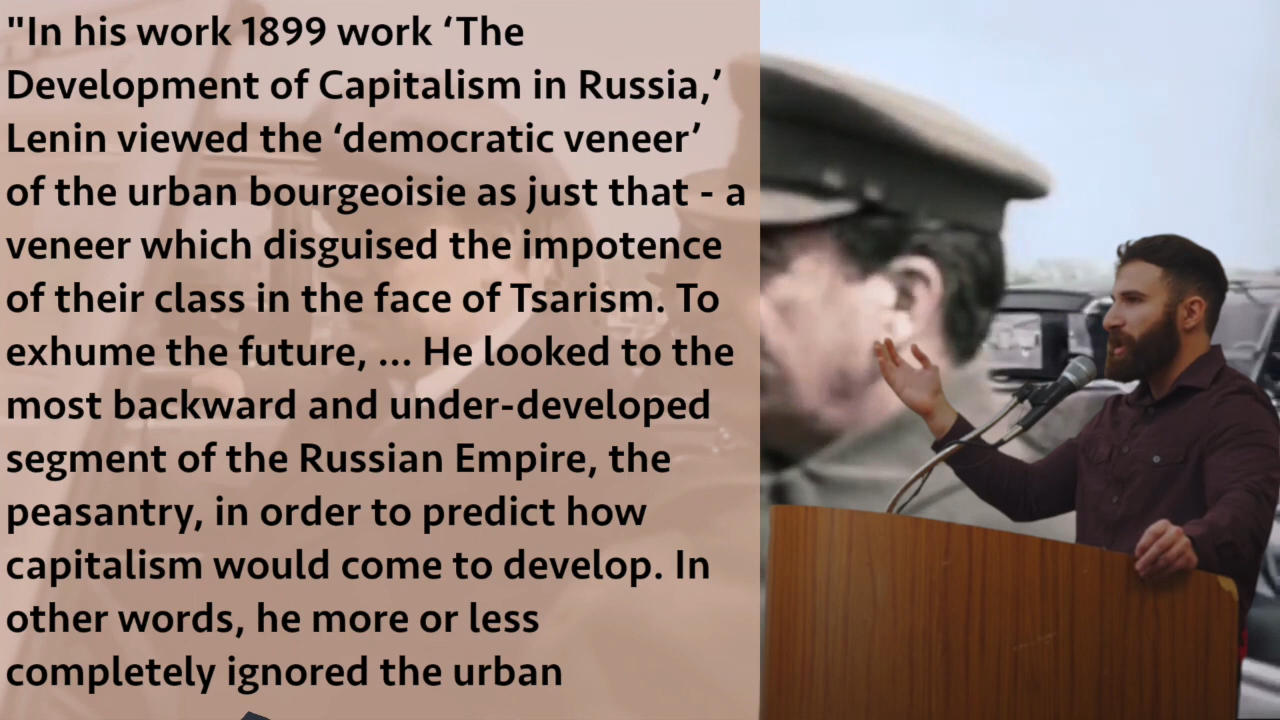 "In his work 1899 work ‘The
Development of Capitalism in Russia,’
Lenin viewed the ‘democratic veneer’
of the urban bourgeoisie as just that - a
veneer which disguised the impotence
of their class in the face of Tsarism. To
exhume the future, ... He looked to the
most backward and under-developed
segment of the Russian Empire, the
peasantry, in order to predict how
capitalism would come to develop. In
other words, he more or less
completely ignored the urban